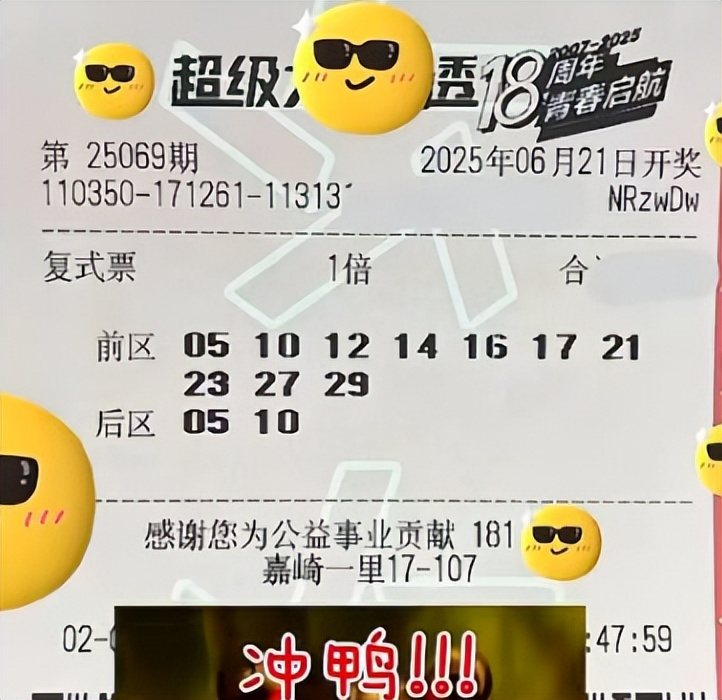 超级 透 18 周年 2007-2025
青春启航
第 25069期 2025年06月21日开奖
110350-171261-11313 NRzwDw
复式票 1倍 合
前区 05 10 12 14 16 17 21
23 27 29
后区 05 10
感谢您为公益事业贡献 181
嘉崎一里17-107
02- :47:59
冲鸭!!!